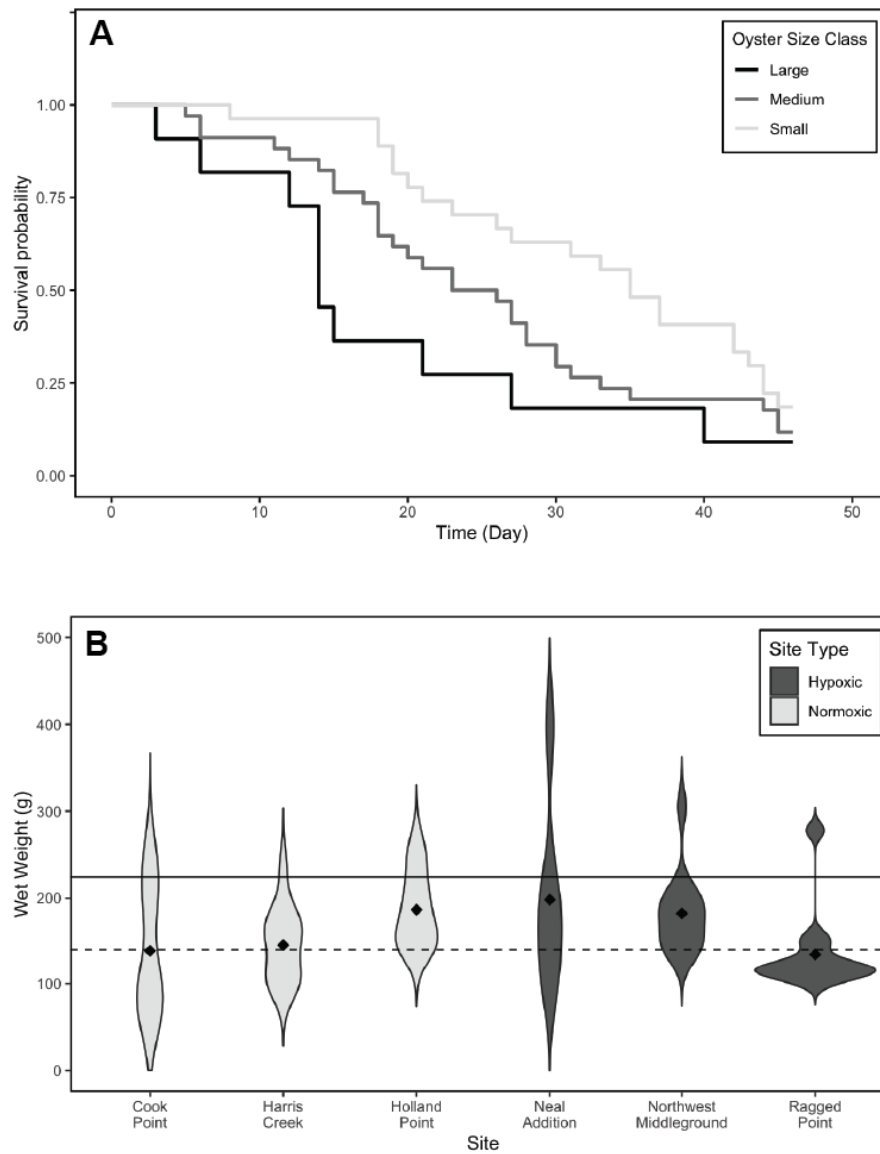 A
Oyster Size Class
Large
Medium
Small
1.00
0.75
0.50
0.25
0.00
Survival probability
0 10 20 30 40 50
Time (Day)
B
Site Type
Hypoxic
Normoxic
500
400
300
200
100
0
Wet Weight (g)
Cook Harris Holland Neal Northwest Ragged
Point Creek Point Addition Middleground Point
Site